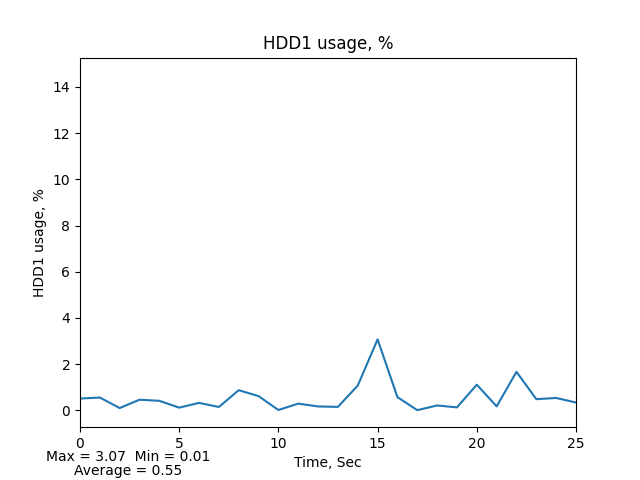 HDD1 usage, %
14
12
10
8
6
4
2
0
HDD1 usage, %
0 5 10 15 20 25
Time, Sec
Max = 3.07 Min = 0.01
Average = 0.55